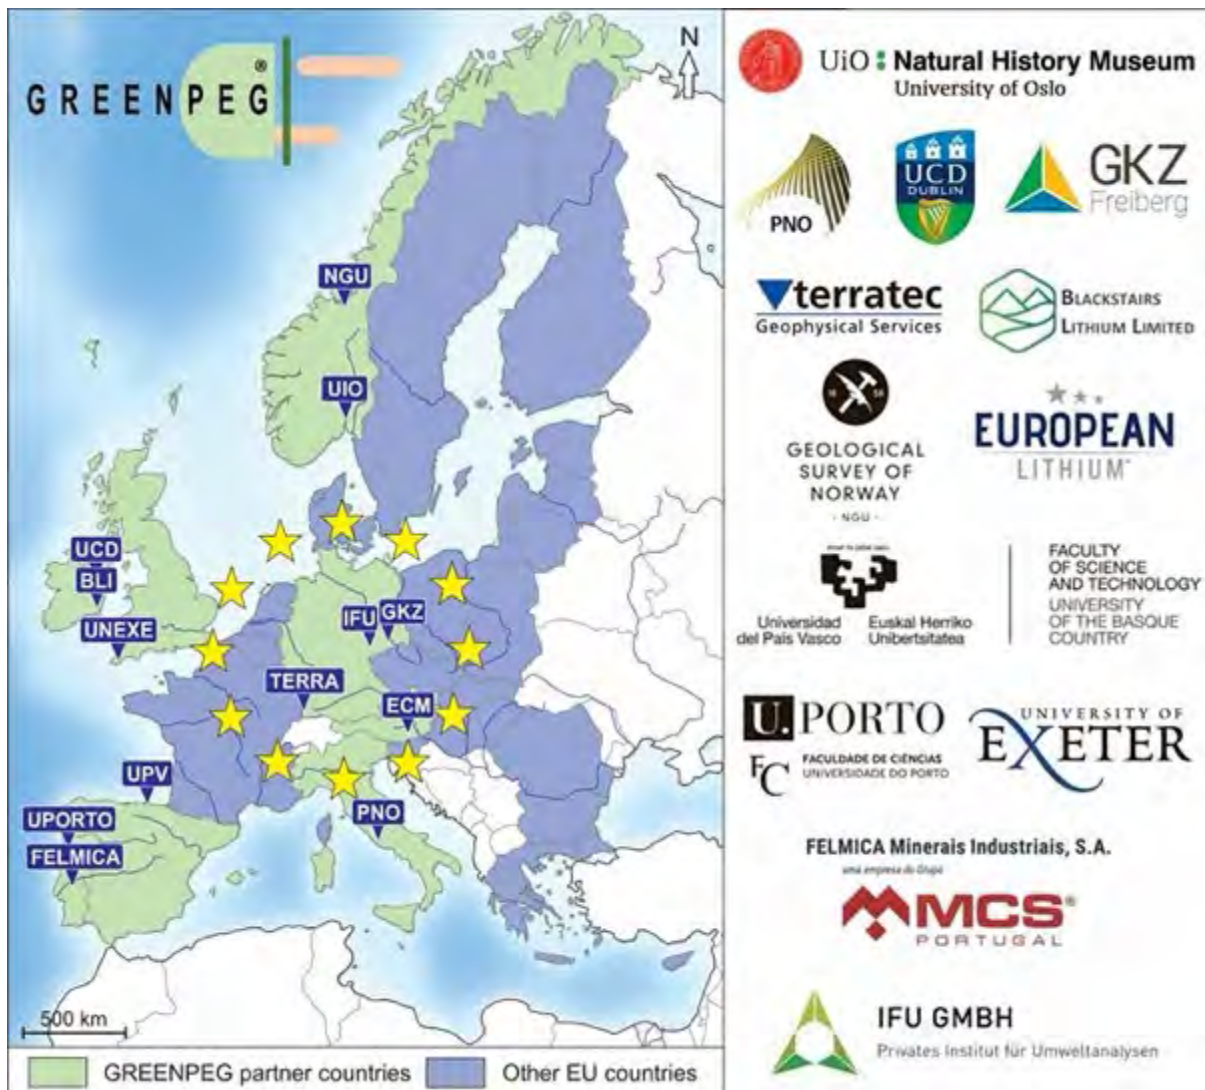 GREENPEG
®
N
NGU
UIO
UCD
BLI
UNEXE
IFU
GKZ
TERRA
ECM
UPV
UPORTO
FELMICA
PNO
500 km
GREENPEG partner countries
Other EU countries
UiO Natural History Museum
University of Oslo
PNO
UCD
DUBLIN
GKZ
Freiberg
terratec
Geophysical Services
BLACKSTAIRS
LITHIUM LIMITED
GEOLOGICAL
SURVEY OF
NORWAY
- NGU -
EUROPEAN
LITHIUM
Universidad
del País Vasco
Euskal Herriko
Unibertsitatea
FACULTY
OF SCIENCE
AND TECHNOLOGY
UNIVERSITY
OF THE BASQUE
COUNTRY
U. PORTO
FC
FACULDADE DE CIÊNCIAS
UNIVERSIDADE DO PORTO
UNIVERSITY OF
EXETER
FELMICA Minerais Industriais, S.A.
uma empresa do Grupo
MCS®
PORTUGAL
IFU GMBH
Privates Institut für Umweltanalysen